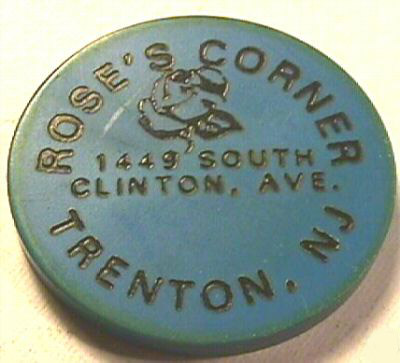 ROSE'S CORNER
1449 SOUTH
CLINTON, AVE.
TRENTON, NJ